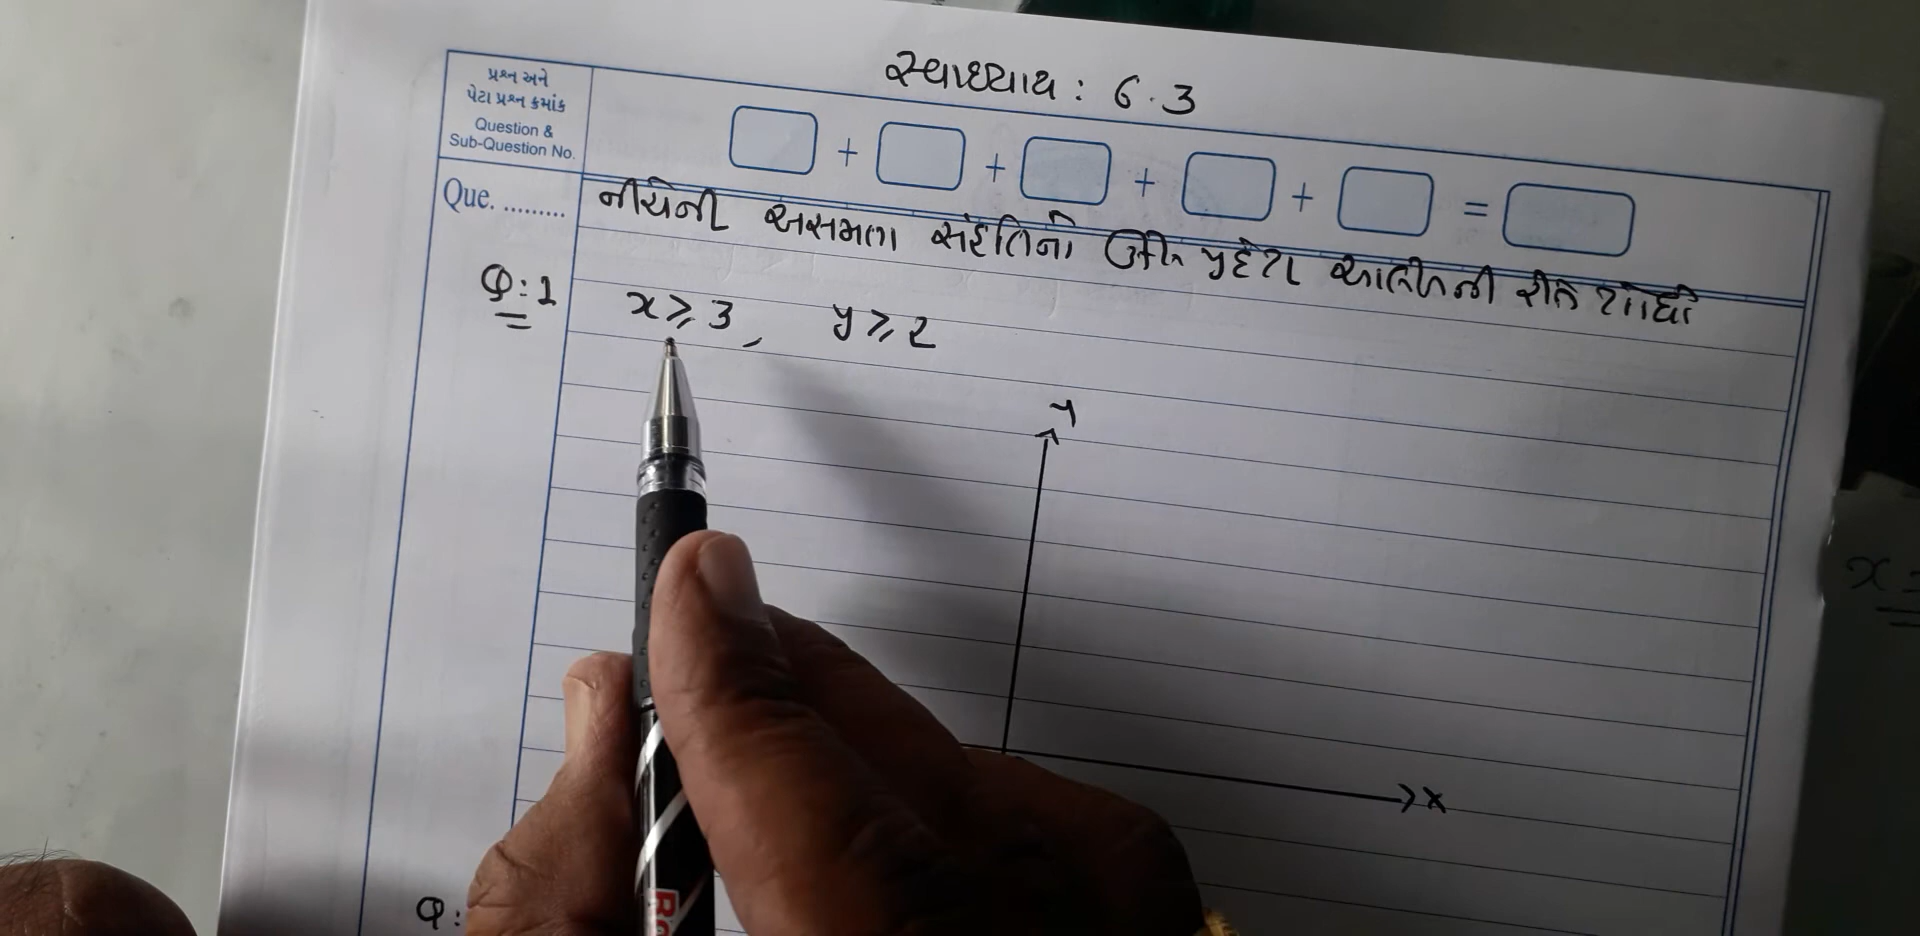 સ્વાધ્યાય : 6.3
પ્રશ્ન અને
પેટા પ્રશ્ન ક્રમાંક
Question &
Sub-Question No.
+ + + + =
Que. .........
નીચેની અસમતા સંહતિનો ઉકેલ પ્રદેશ આલેખની રીતે શોધો
Q:1 x ≥ 3, y ≥ 2
y
x
Q: